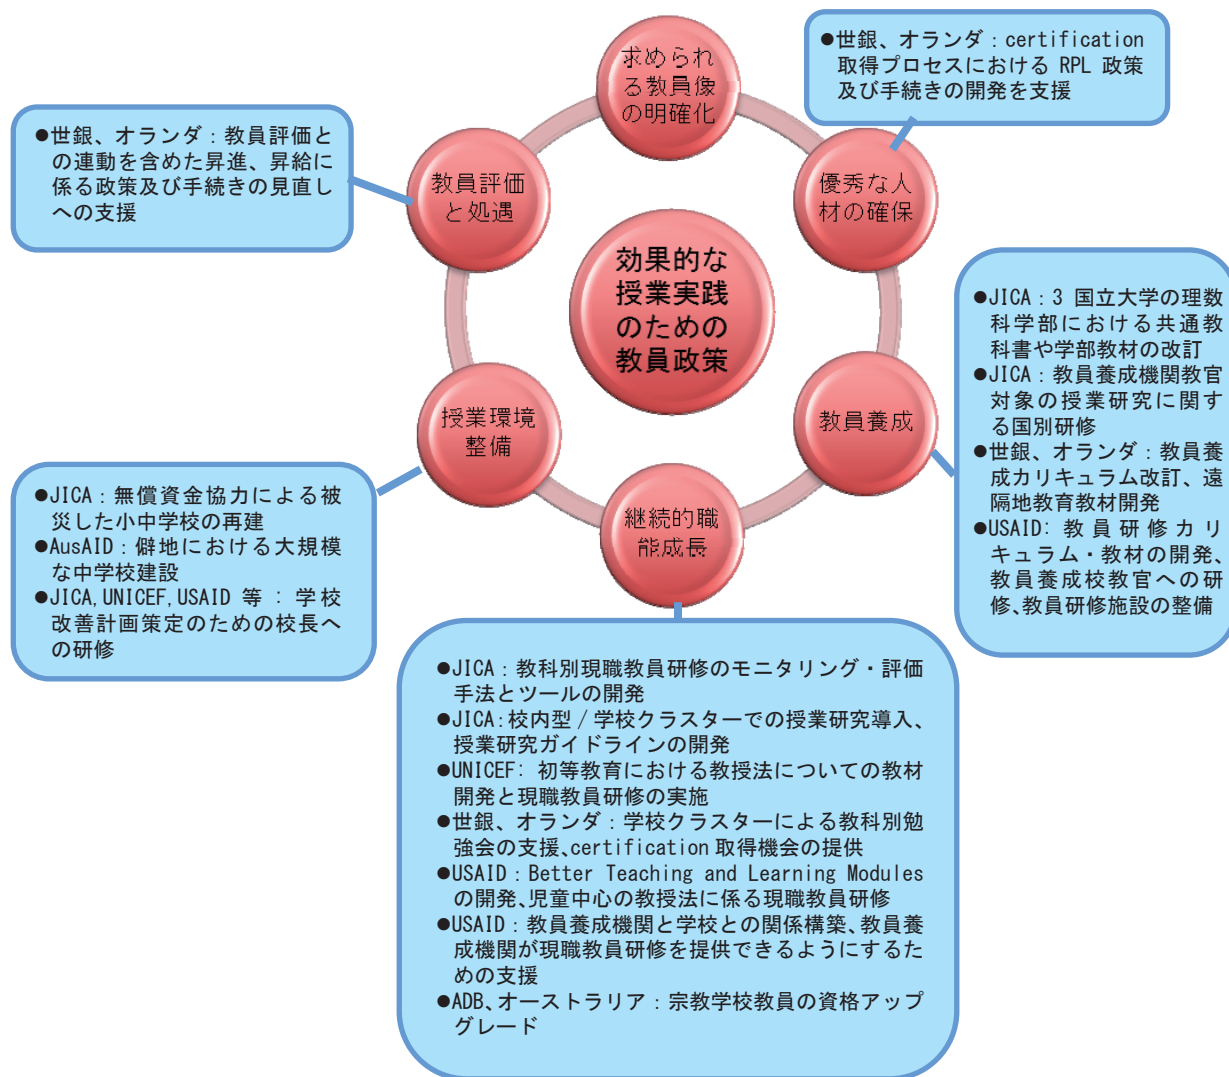 求められ
る教員像
の明確化
●世銀、オランダ：certification
取得プロセスにおける RPL 政策
及び手続きの開発を支援
優秀な人
材の確保
●世銀、オランダ：教員評価と
の連動を含めた昇進、昇給に
係る政策及び手続きの見直し
への支援
教員評価
と処遇
効果的な
授業実践
のための
教員政策
●JICA：3 国立大学の理数
科学部における共通教
科書や学部教材の改訂
●JICA：教員養成機関教官
対象の授業研究に関す
る国別研修
●世銀、オランダ：教員養
成カリキュラム改訂、遠
隔地教育教材開発
●USAID：教員研修カリ
キュラム・教材の開発、
教員養成校教官への研
修、教員研修施設の整備
教員養成
授業環境
整備
●JICA：無償資金協力による被
災した小中学校の再建
●AusAID：僻地における大規模
な中学校建設
●JICA,UNICEF,USAID 等：学校
改善計画策定のための校長へ
の研修
継続的職
能成長
●JICA：教科別現職教員研修のモニタリング・評価
手法とツールの開発
●JICA：校内型 / 学校クラスターでの授業研究導入、
授業研究ガイドラインの開発
●UNICEF：初等教育における教授法についての教材
開発と現職教員研修の実施
●世銀、オランダ：学校クラスターによる教科別勉
強会の支援、certification 取得機会の提供
●USAID：Better Teaching and Learning Modules
の開発、児童中心の教授法に係る現職教員研修
●USAID：教員養成機関と学校との関係構築、教員養
成機関が現職教員研修を提供できるようにするため
の支援
●ADB、オーストラリア：宗教学校教員の資格アップ
グレード